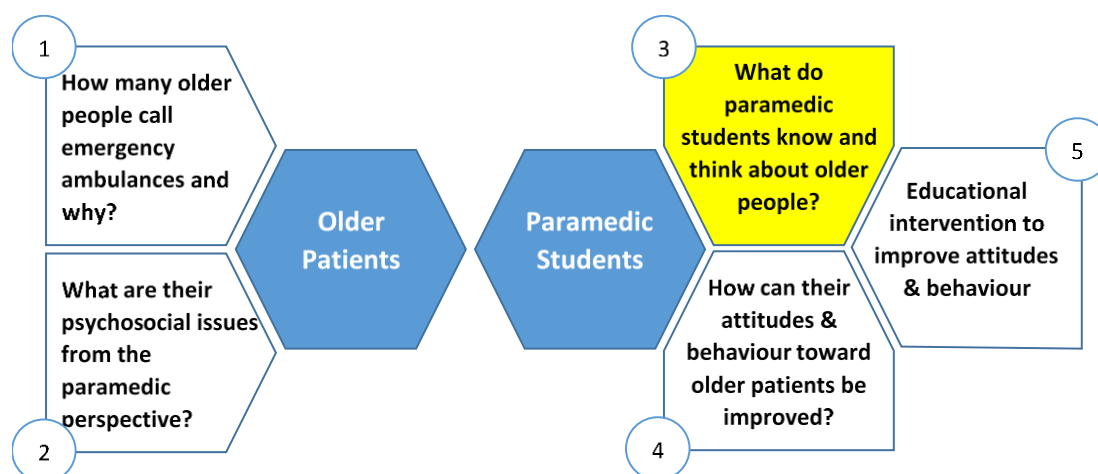 1
How many older
people call
emergency
ambulances and
why?
2
What are their
psychosocial issues
from the
paramedic
perspective?
Older
Patients
Paramedic
Students
3
What do
paramedic
students know and
think about older
people?
4
How can their
attitudes &
behaviour toward
older patients be
improved?
5
Educational
intervention to
improve attitudes
& behaviour